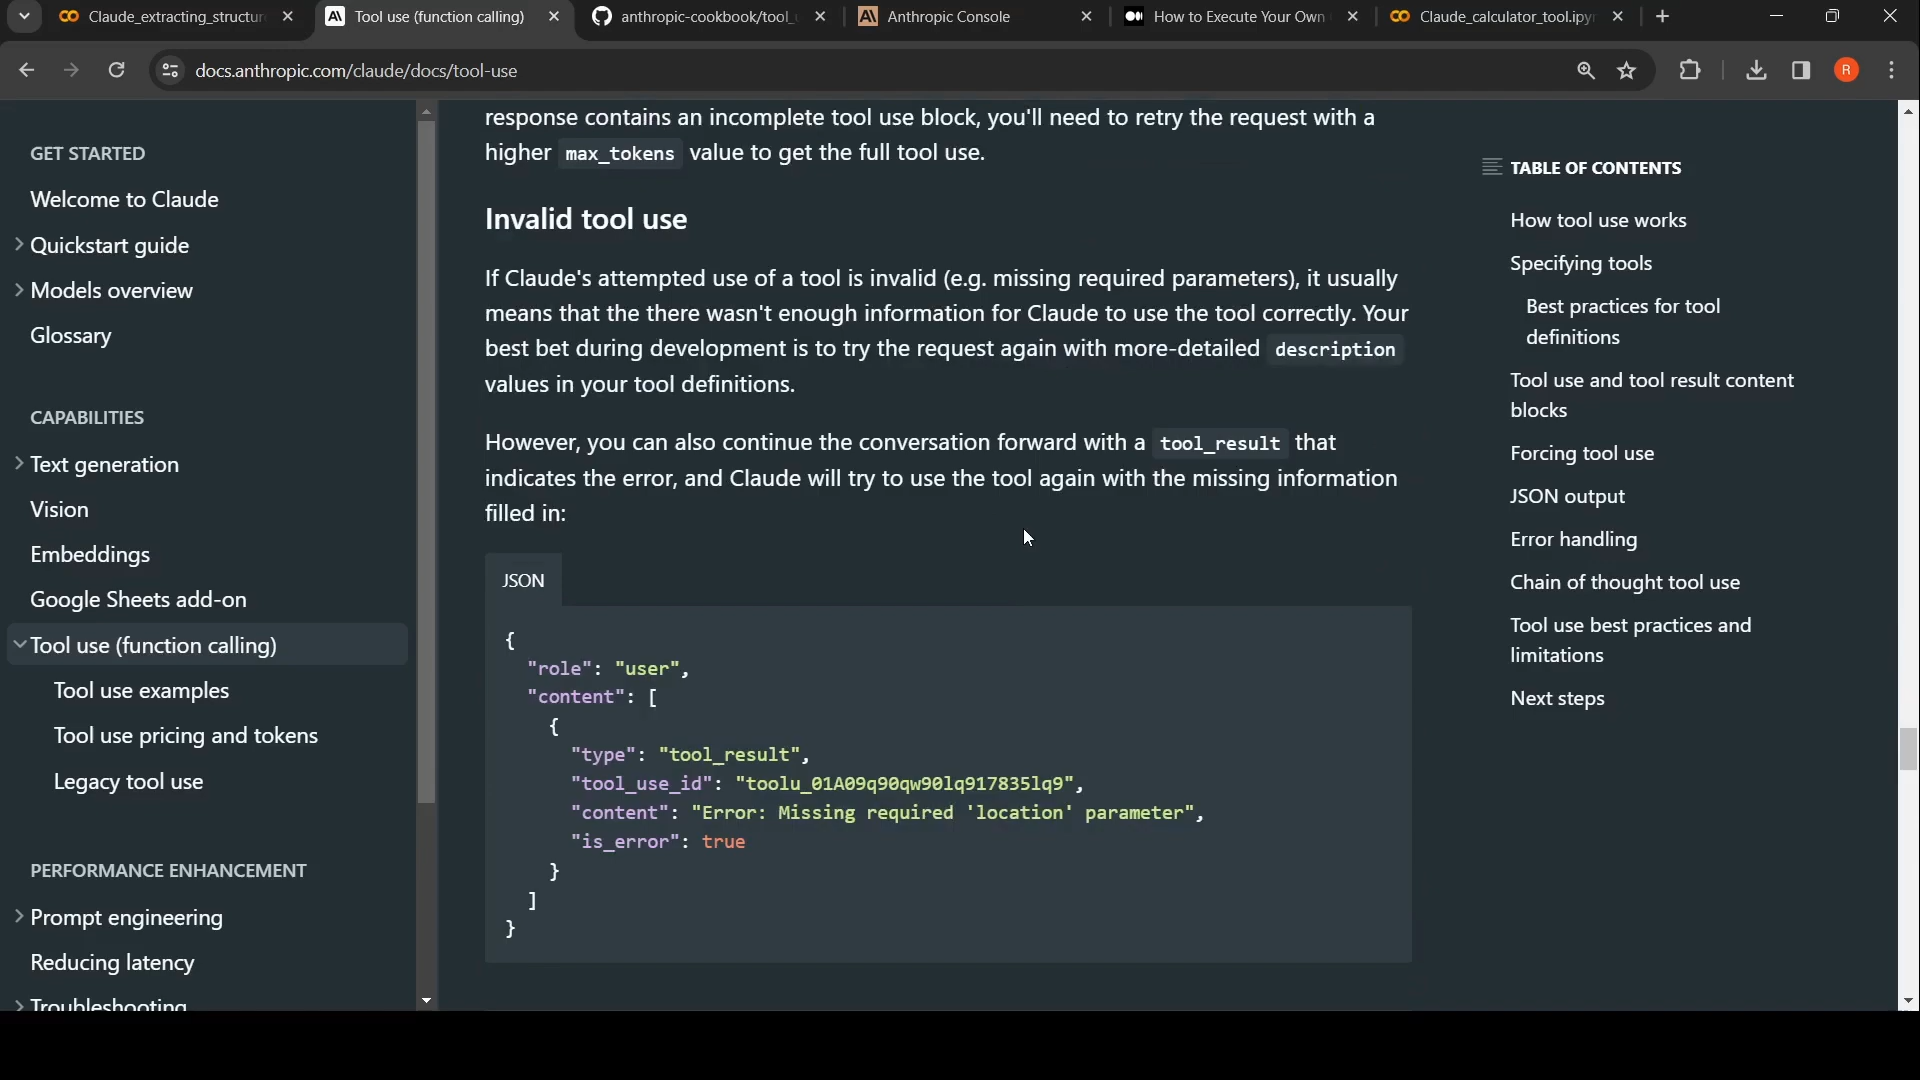 Claude_extracting_structur
Tool use (function calling)
anthropic-cookbook/tool_
Anthropic Console
How to Execute Your Own
Claude_calculator_tool.ipy
docs.anthropic.com/claude/docs/tool-use
R
GET STARTED
Welcome to Claude
Quickstart guide
Models overview
Glossary
CAPABILITIES
Text generation
Vision
Embeddings
Google Sheets add-on
Tool use (function calling)
Tool use examples
Tool use pricing and tokens
Legacy tool use
PERFORMANCE ENHANCEMENT
Prompt engineering
Reducing latency
Troubleshooting
response contains an incomplete tool use block, you'll need to retry the request with a
higher max_tokens value to get the full tool use.
Invalid tool use
If Claude's attempted use of a tool is invalid (e.g. missing required parameters), it usually
means that the there wasn't enough information for Claude to use the tool correctly. Your
best bet during development is to try the request again with more-detailed description
values in your tool definitions.
However, you can also continue the conversation forward with a tool_result that
indicates the error, and Claude will try to use the tool again with the missing information
filled in:
JSON
{
"role": "user",
"content": [
{
"type": "tool_result",
"tool_use_id": "toolu_01A09q90qw90lq917835lq9",
"content": "Error: Missing required 'location' parameter",
"is_error": true
}
]
}
TABLE OF CONTENTS
How tool use works
Specifying tools
Best practices for tool
definitions
Tool use and tool result content
blocks
Forcing tool use
JSON output
Error handling
Chain of thought tool use
Tool use best practices and
limitations
Next steps